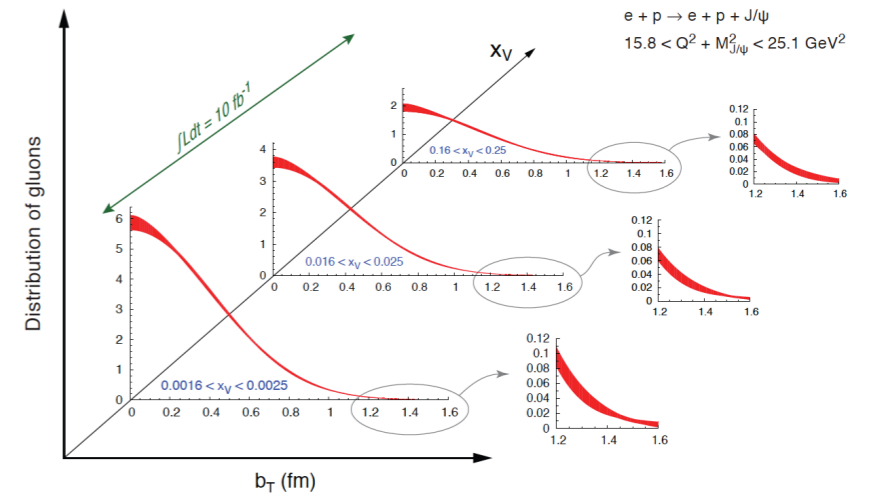 e + p → e + p + J/ψ
15.8 < Q² + M²J/ψ < 25.1 GeV²
xV
∫Ldt = 10 fb⁻¹
Distribution of gluons
2
1
0
0.16 < xV < 0.25
0 0.2 0.4 0.6 0.8 1 1.2 1.4 1.6
0.12
0.1
0.08
0.06
0.04
0.02
0
1.2 1.4 1.6
4
3
2
1
0
0.016 < xV < 0.025
0 0.2 0.4 0.6 0.8 1 1.2 1.4 1.6
0.12
0.1
0.08
0.06
0.04
0.02
0
1.2 1.4 1.6
6
5
4
3
2
1
0
0.0016 < xV < 0.0025
0 0.2 0.4 0.6 0.8 1 1.2 1.4 1.6
0.12
0.1
0.08
0.06
0.04
0.02
0
1.2 1.4 1.6
bT (fm)